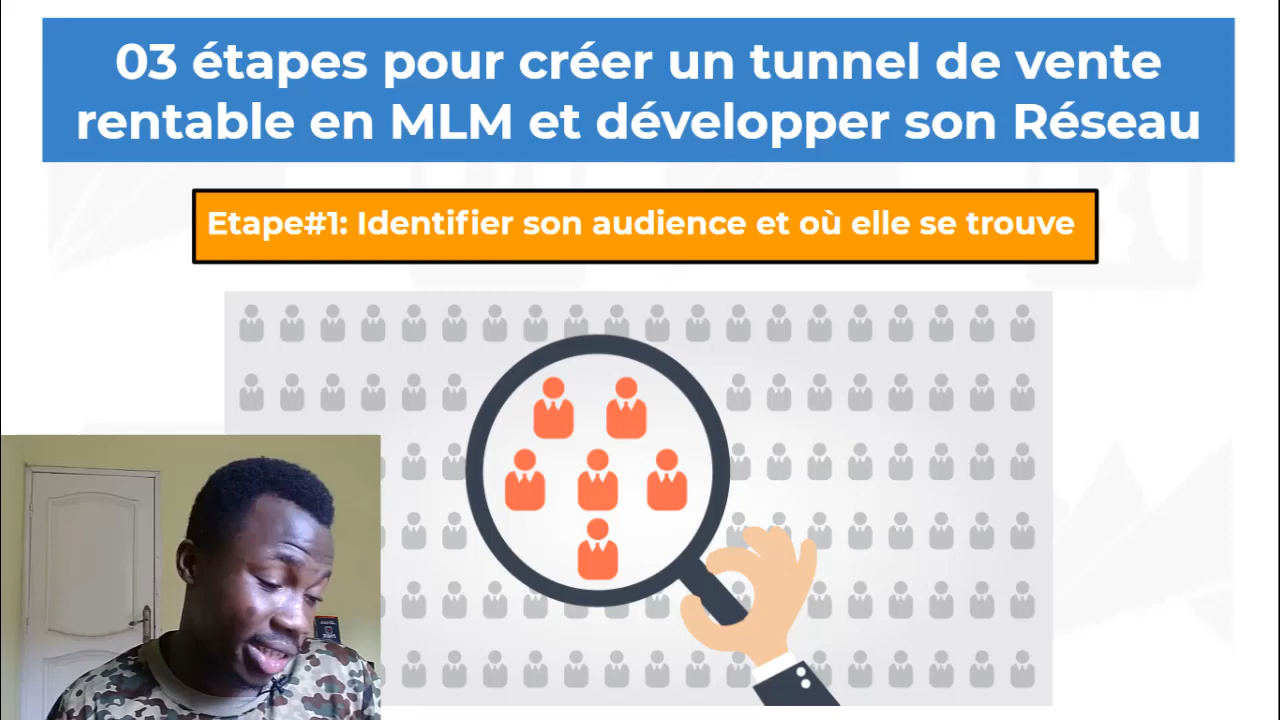 03 étapes pour créer un tunnel de vente
rentable en MLM et développer son Réseau
Etape#1: Identifier son audience et où elle se trouve